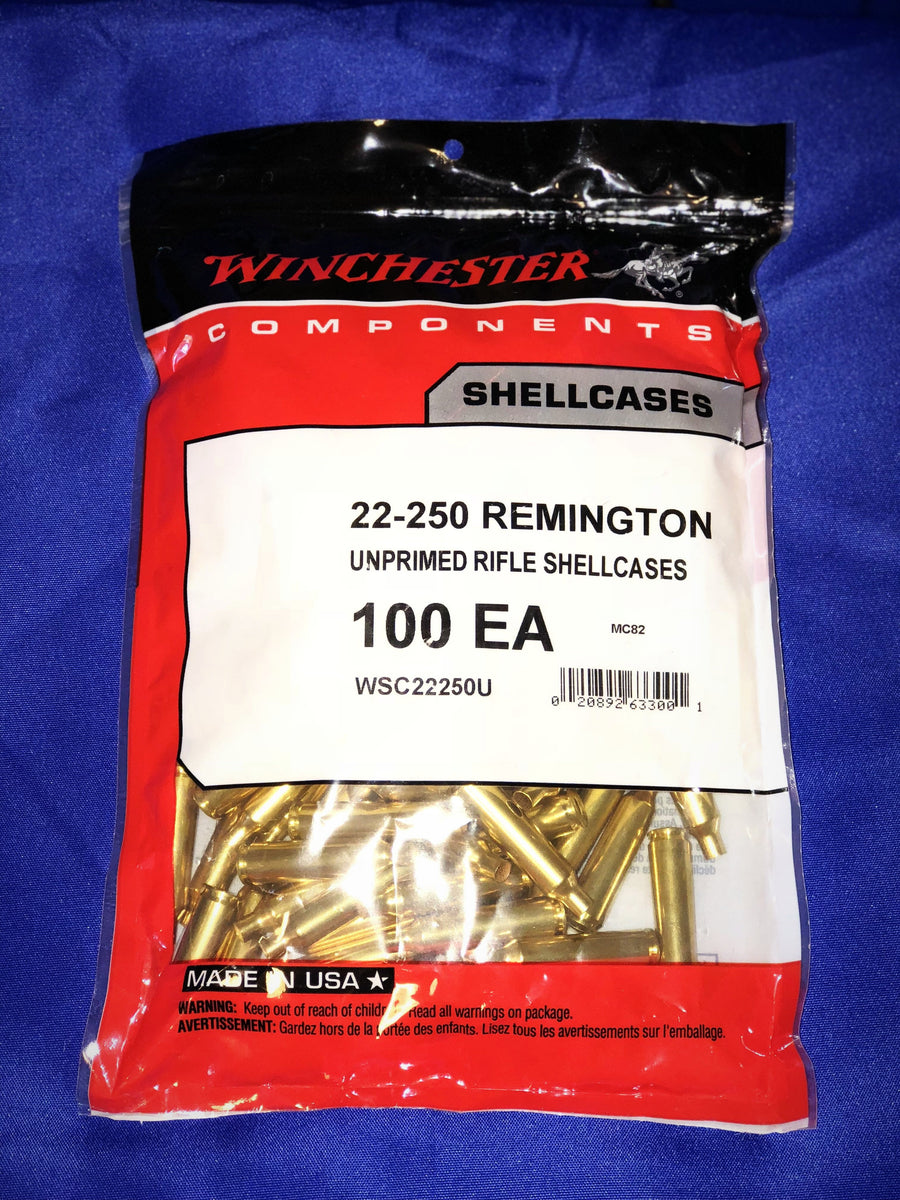 WINCHESTER
®
COMPONENTS
SHELLCASES
22-250 REMINGTON
UNPRIMED RIFLE SHELLCASES
100 EA MC82
WSC22250U
0 20892 63300 1
MADE IN USA ★
WARNING: Keep out of reach of children. Read all warnings on package.
AVERTISSEMENT: Gardez hors de la portée des enfants. Lisez tous les avertissements sur l'emballage.